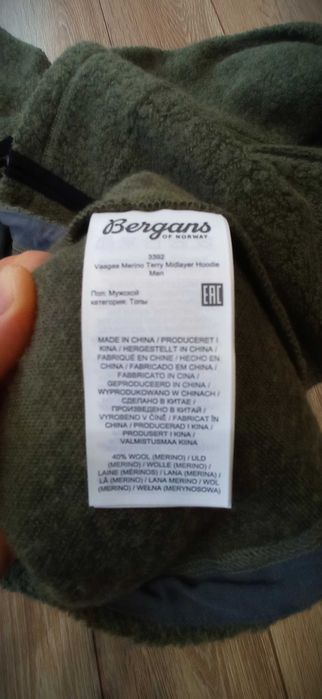 Bergans
OF NORWAY
3392
Vaagaa Merino Terry Midlayer Hoodie
Men
Пол: Мужской
категория: Топы
EAC
MADE IN CHINA / PRODUCERET I
KINA / HERGESTELLT IN CHINA /
FABRIQUÉ EN CHINE / HECHO EN
CHINA / FABRICADO EM CHINA /
FABBRICATO IN CINA /
GEPRODUCEERD IN CHINA /
WYPRODUKOWANO W CHINACH /
СДЕЛАНО В КИТАЕ /
ПРОИЗВЕДЕНО В КИТАЙ /
VYROBENO V ČÍNĚ / FABRICAT ÎN
CHINA / PRODUCERAD I KINA /
PRODUSERT I KINA /
VALMISTUSMAA KIINA
40% WOOL (MERINO) / ULD
(MERINO) / WOLLE (MERINO) /
LAINE (MÉRINOS) / LANA (MERINA) /
LÃ (MERINO) / LANA MERINO / WOL
(MERINO) / WEŁNA (MERYNOSOWA)